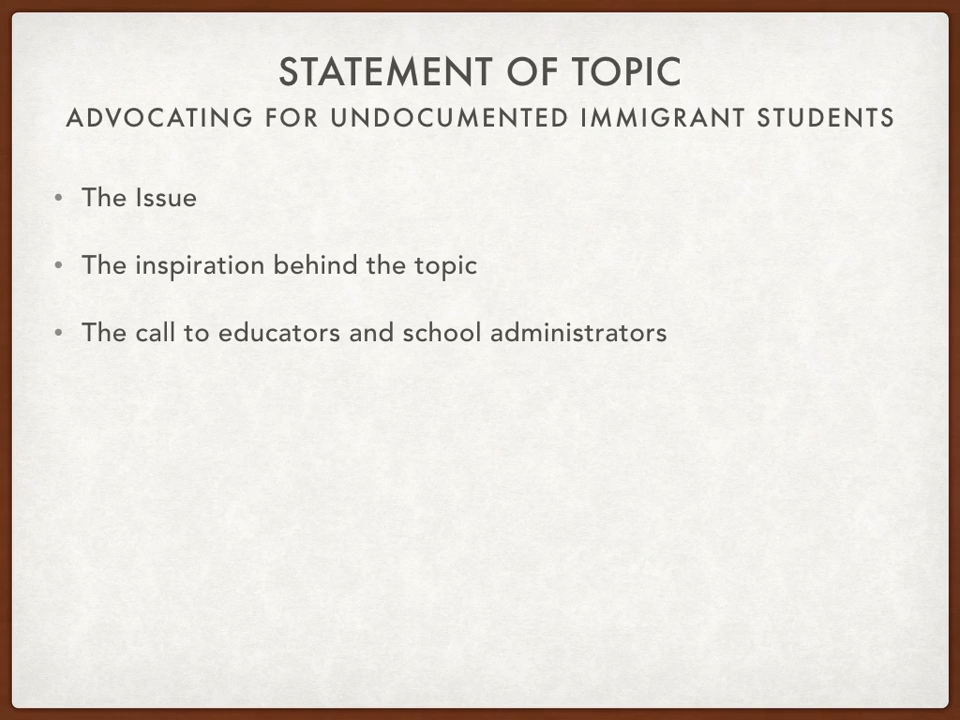 STATEMENT OF TOPIC
ADVOCATING FOR UNDOCUMENTED IMMIGRANT STUDENTS
• The Issue
• The inspiration behind the topic
• The call to educators and school administrators